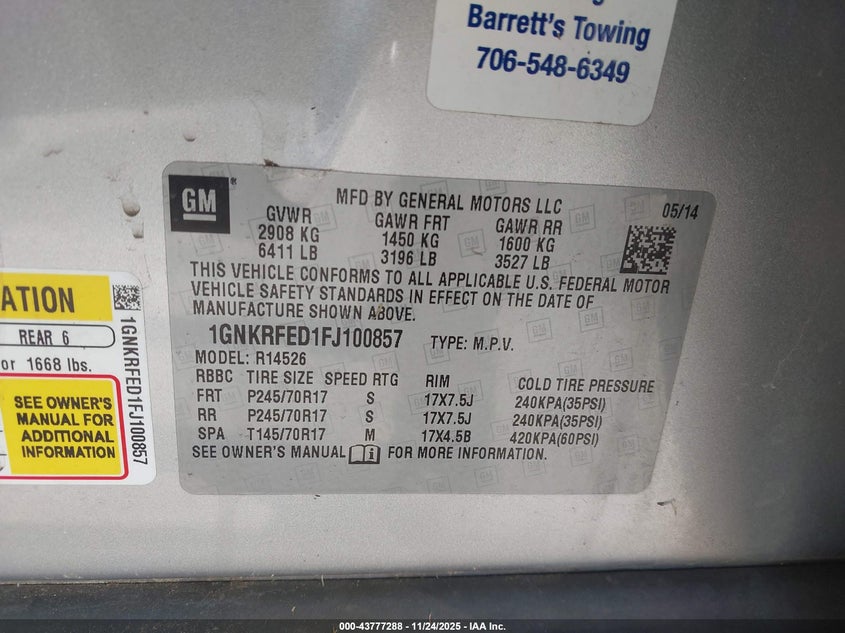 Barrett's Towing
706-548-6349
GM
MFD BY GENERAL MOTORS LLC
05/14
GVWR GAWR FRT GAWR RR
2908 KG 1450 KG 1600 KG
6411 LB 3196 LB 3527 LB
THIS VEHICLE CONFORMS TO ALL APPLICABLE U.S. FEDERAL MOTOR
VEHICLE SAFETY STANDARDS IN EFFECT ON THE DATE OF
MANUFACTURE SHOWN ABOVE.
1GNKRFED1FJ100857 TYPE: M.P.V.
MODEL: R14526
RBBC TIRE SIZE SPEED RTG RIM COLD TIRE PRESSURE
FRT P245/70R17 S 17X7.5J 240KPA(35PSI)
RR P245/70R17 S 17X7.5J 240KPA(35PSI)
SPA T145/70R17 M 17X4.5B 420KPA(60PSI)
SEE OWNER'S MANUAL FOR MORE INFORMATION.
ATION
REAR 6
or 1668 lbs.
SEE OWNER'S
MANUAL FOR
ADDITIONAL
INFORMATION
1GNKRFED1FJ100857
000-43777288 - 11/24/2025 - IAA Inc.